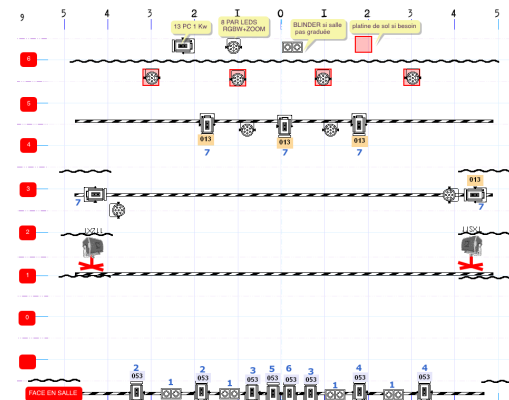 9
5 4 3 2 1 0 1 2 3 4 5
13 PC 1 Kw
8 PAR LEDS
RGBW+ZOOM
BLINDER si salle
pas graduée
platine de sol si besoin
6
5
013 013 013
4
7 7 7
013
3
7 7
2
1
0
2 2 3 5 6 3 4 4
053 053 053 053 053 053 053 053
1 1 1 1
FACE EN SALLE